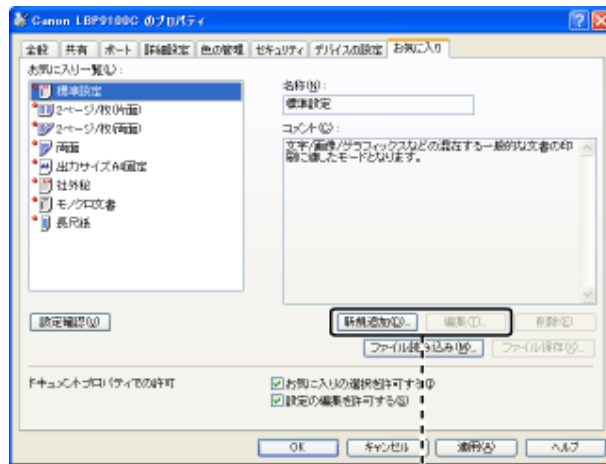 Canon LBP9100C のプロパティ
全般 共有 ポート 詳細設定 色の管理 セキュリティ デバイスの設定 お気に入り
お気に入り一覧(L):
標準設定
2ページ/枚(片面)
2ページ/枚(両面)
両面
出力サイズA4固定
社外秘
モノクロ文書
長尺紙
名称(N):
標準設定
コメント(C):
文字/画像/グラフィックスなどの混在する一般的な文書の印
刷に適したモードとなります。
設定確認(V) 新規追加(D)... 編集(T)... 削除(E)
ファイル読み込み(M)... ファイル保存(O)...
ドキュメントプロパティでの許可
お気に入りの選択を許可する(I)
設定の編集を許可する(G)
OK キャンセル 適用(A) ヘルプ